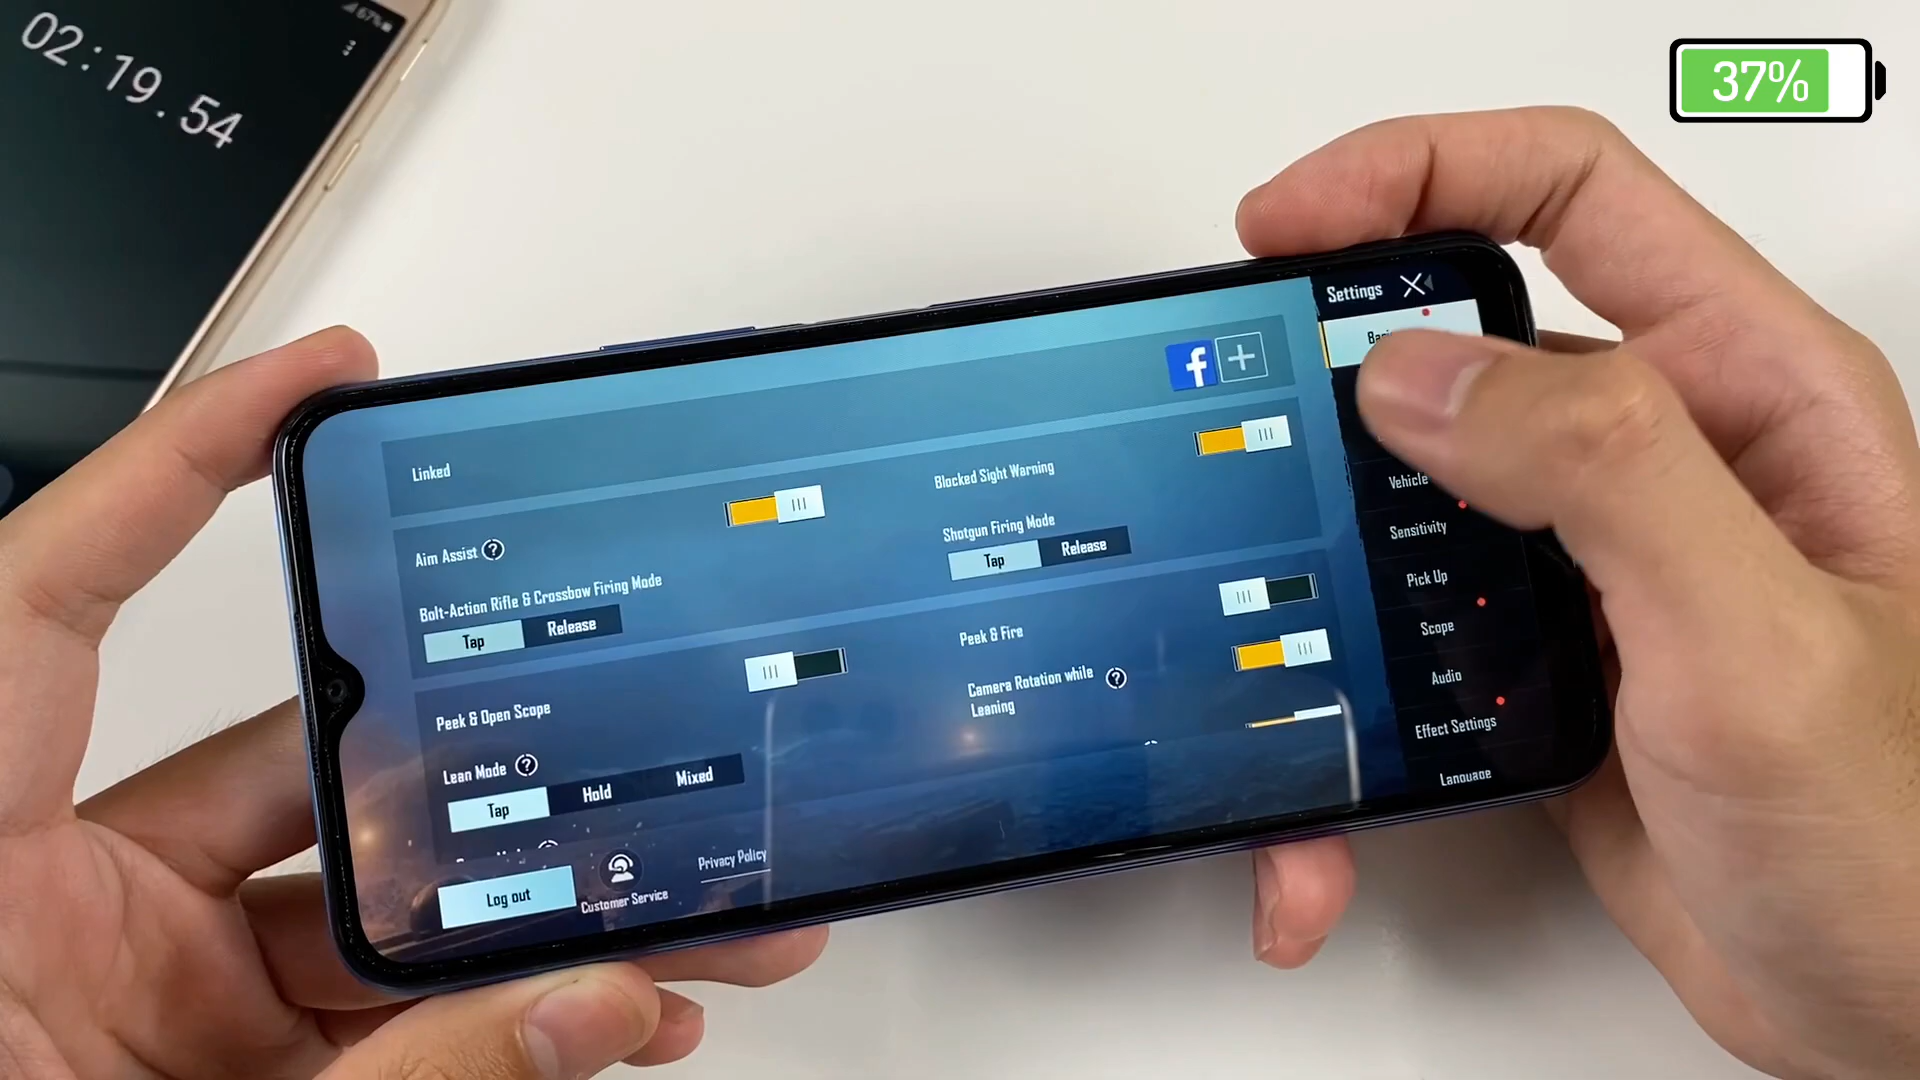 02:19.54
67%
37%
Settings
Linked
f
Blocked Sight Warning
Aim Assist ?
Shotgun Firing Mode
Tap Release
Bolt-Action Rifle & Crossbow Firing Mode
Tap Release
Peek & Fire
Peek & Open Scope
Camera Rotation while ?
Leaning
Lean Mode ?
Tap Hold Mixed
Log out
Customer Service
Privacy Policy
Vehicle
Sensitivity
Pick Up
Scope
Audio
Effect Settings
Language